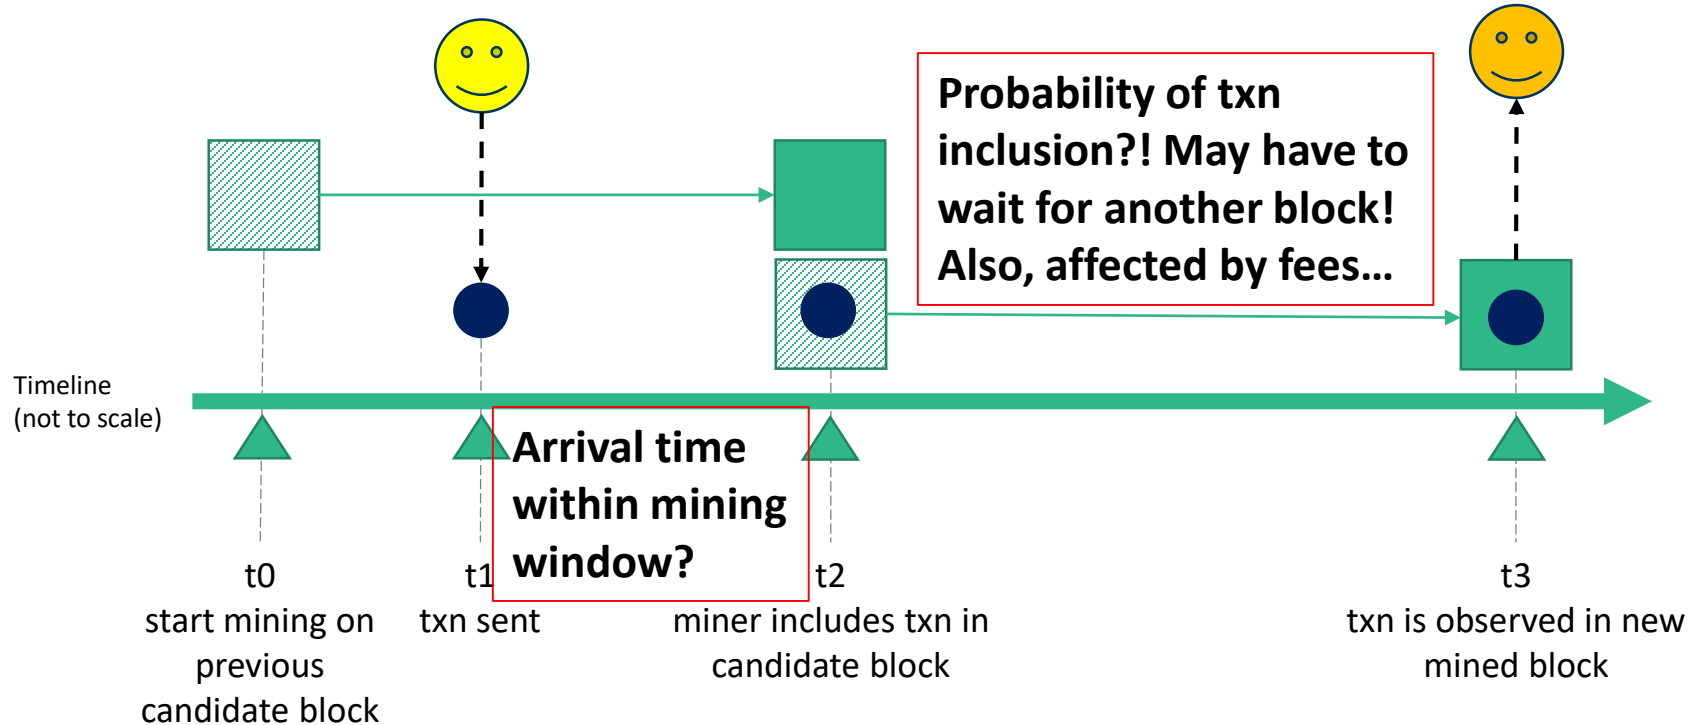 Probability of txn
inclusion?! May have to
wait for another block!
Also, affected by fees...
Timeline
(not to scale)
Arrival time
within mining
window?
t0
start mining on
previous
candidate block
t1
txn sent
t2
miner includes txn in
candidate block
t3
txn is observed in new
mined block